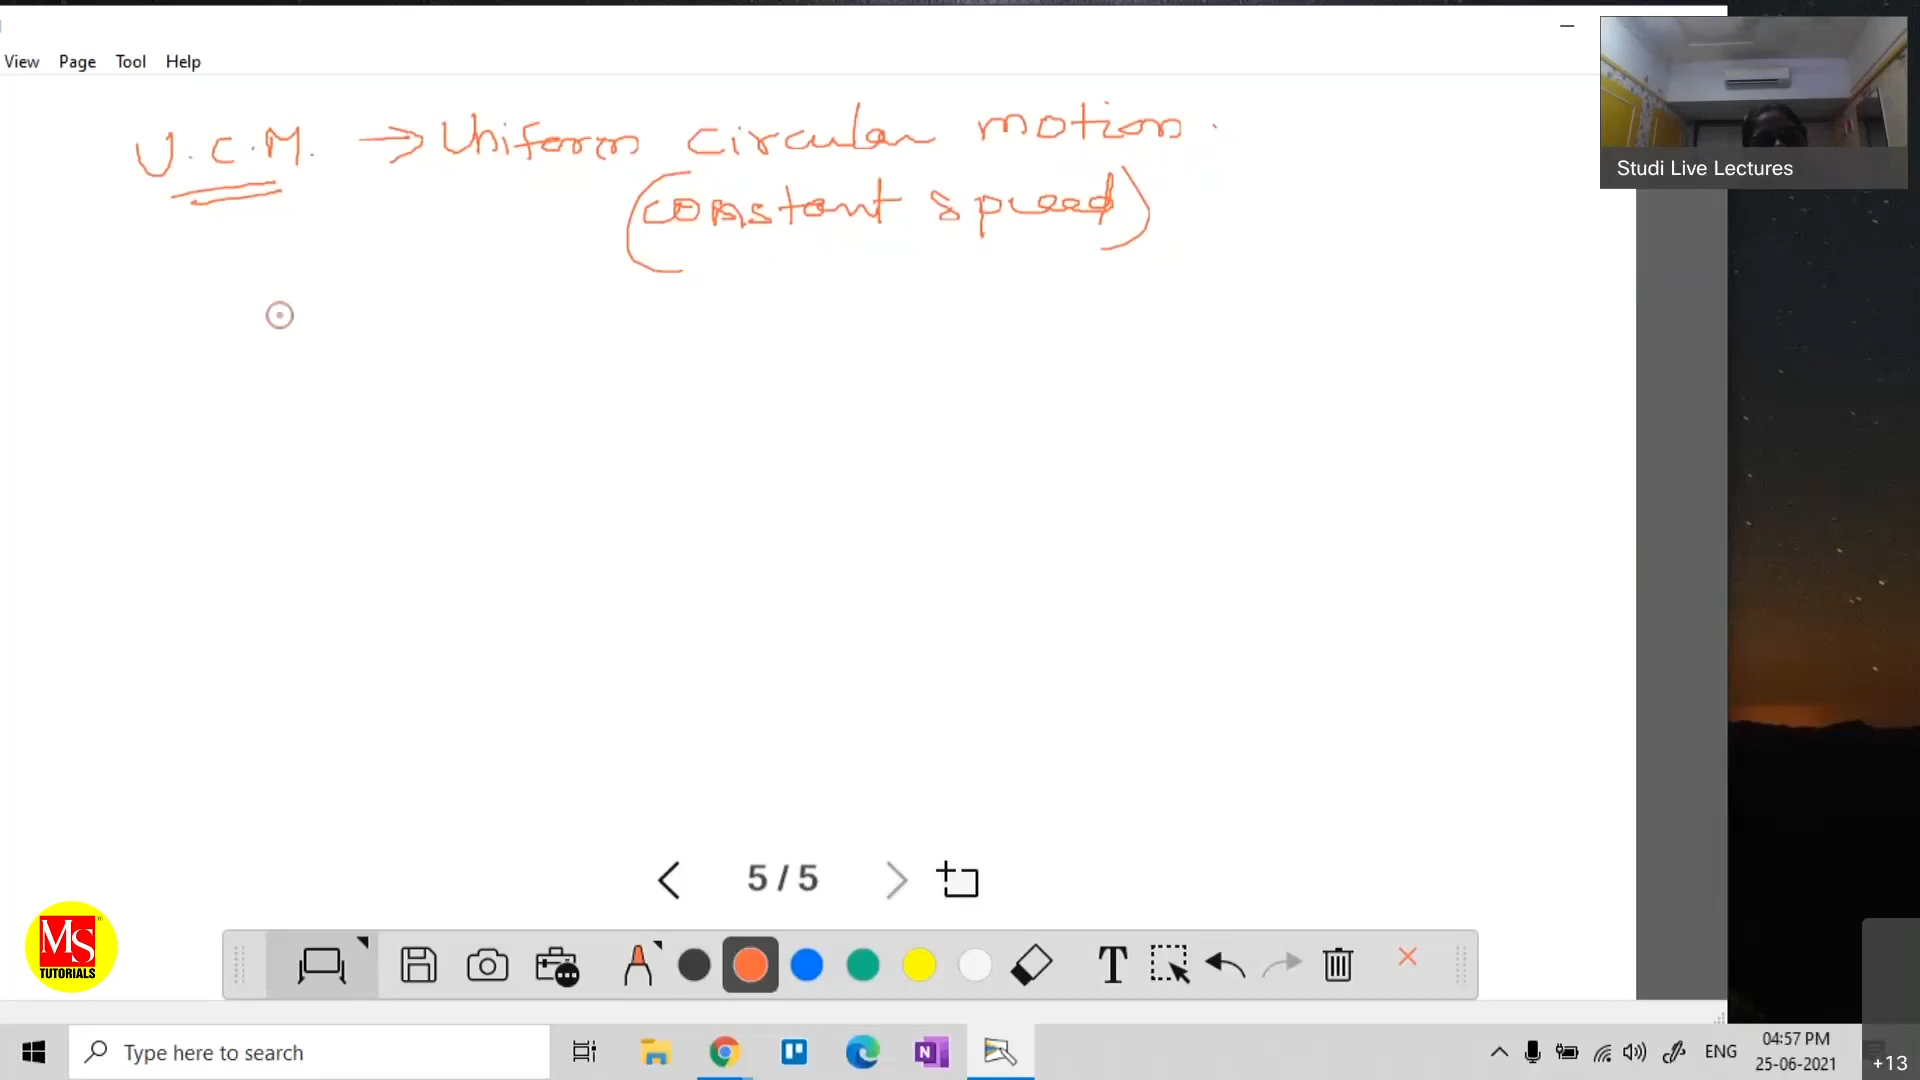 View Page Tool Help
U.C.M. → Uniform circular motion.
(constant speed)
Studi Live Lectures
5 / 5
MS
TUTORIALS
T
Type here to search
N
ENG
04:57 PM
25-06-2021
+13